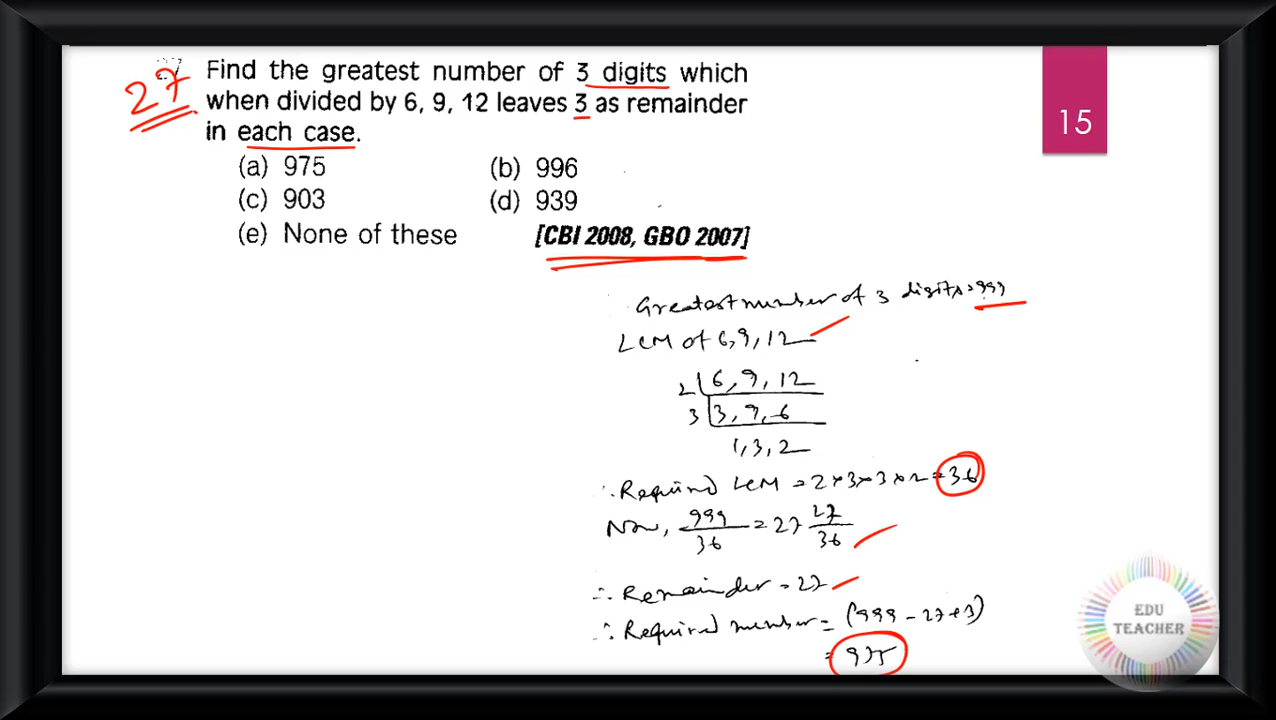 27
Find the greatest number of 3 digits which
when divided by 6, 9, 12 leaves 3 as remainder
in each case.
(a) 975 (b) 996
(c) 903 (d) 939
(e) None of these [CBI 2008, GBO 2007]
15
Greatest number of 3 digits = 999
LCM of 6, 9, 12
2 | 6, 9, 12
3 | 3, 9, 6
1, 3, 2
∴ Required LCM = 2 × 3 × 3 × 2 = 36
Now, 999/36 = 27 27/36
∴ Remainder = 27
∴ Required number = (999 - 27 + 3)
= 975
EDU
TEACHER